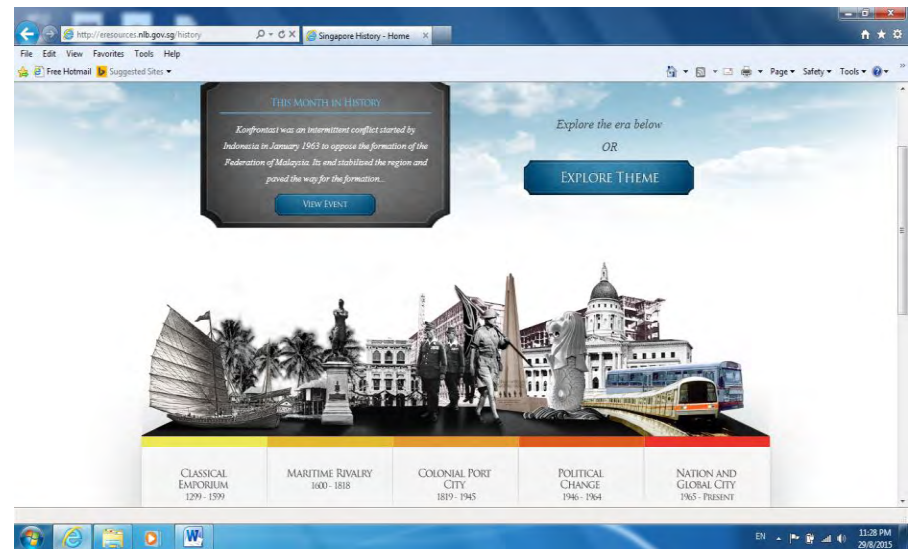 http://eresources.nlb.gov.sg/history
Singapore History - Home
File Edit View Favorites Tools Help
Free Hotmail Suggested Sites
Page Safety Tools
THIS MONTH IN HISTORY
Konfrontasi was an intermittent conflict started by
Indonesia in January 1963 to oppose the formation of the
Federation of Malaysia. Its end stabilised the region and
paved the way for the formation...
VIEW EVENT
Explore the era below
OR
EXPLORE THEME
CLASSICAL
EMPORIUM
1299 - 1599
MARITIME RIVALRY
1600 - 1818
COLONIAL PORT
CITY
1819 - 1945
POLITICAL
CHANGE
1946 - 1964
NATION AND
GLOBAL CITY
1965 - PRESENT
EN
11:28 PM
29/8/2015